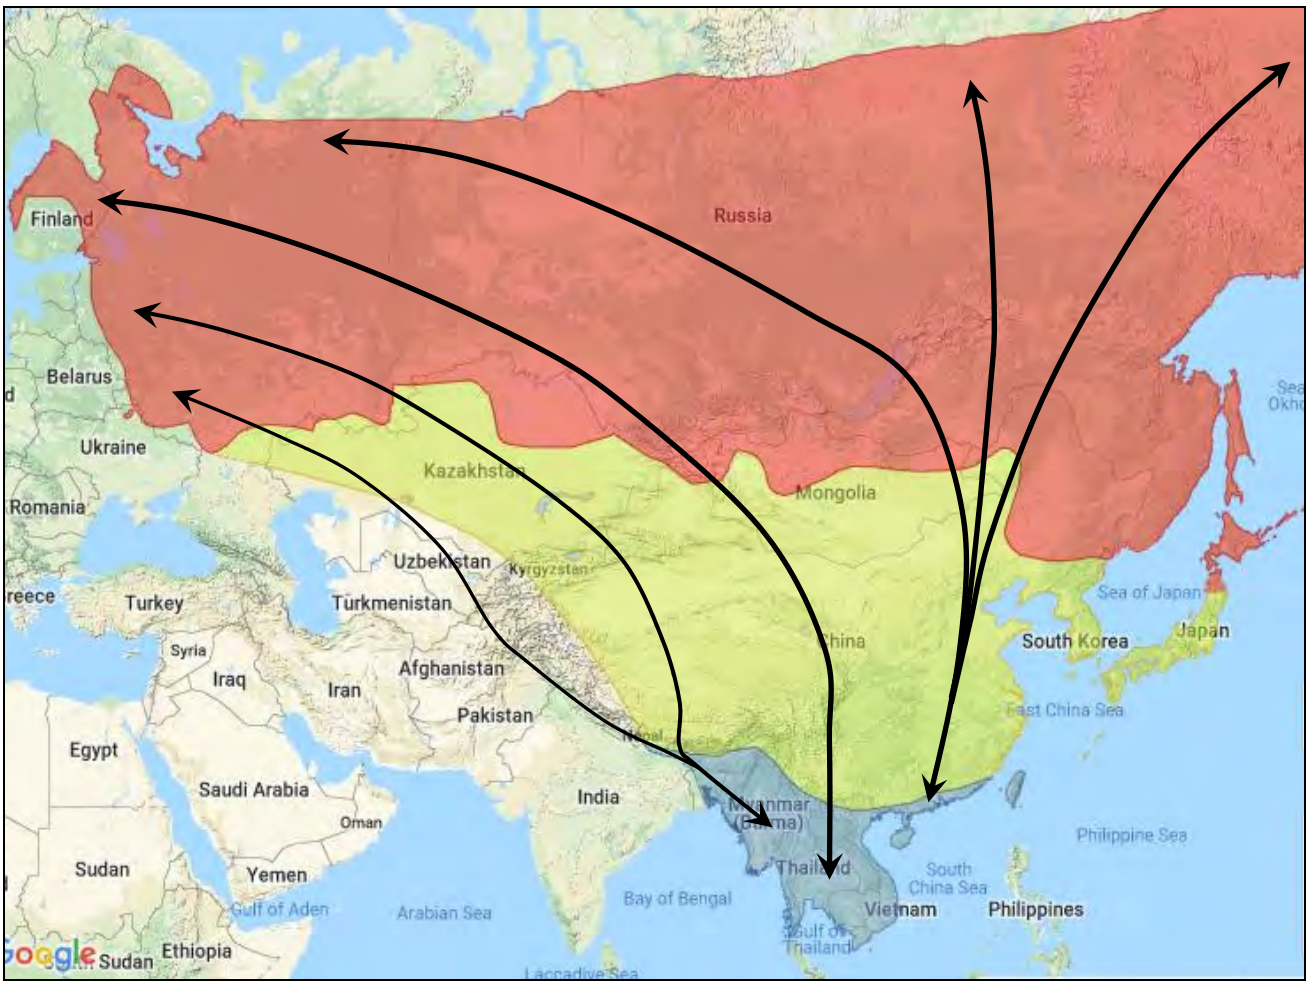 Russia
Finland
Belarus
Ukraine
Romania
Kazakhstan
Mongolia
Sea
Okho
Uzbekistan
Kyrgyzstan
Turkmenistan
Turkey
reece
Syria
Iraq
Iran
Afghanistan
Pakistan
China
Sea of Japan
South Korea
Japan
East China Sea
Nepal
Egypt
Saudi Arabia
Oman
India
Myanmar
(Burma)
Philippine Sea
Sudan
Yemen
Thailand
South
China Sea
Gulf of Aden
Arabian Sea
Bay of Bengal
Vietnam
Philippines
Gulf of
Thailand
Google
Sudan
Ethiopia
Laccadive Sea